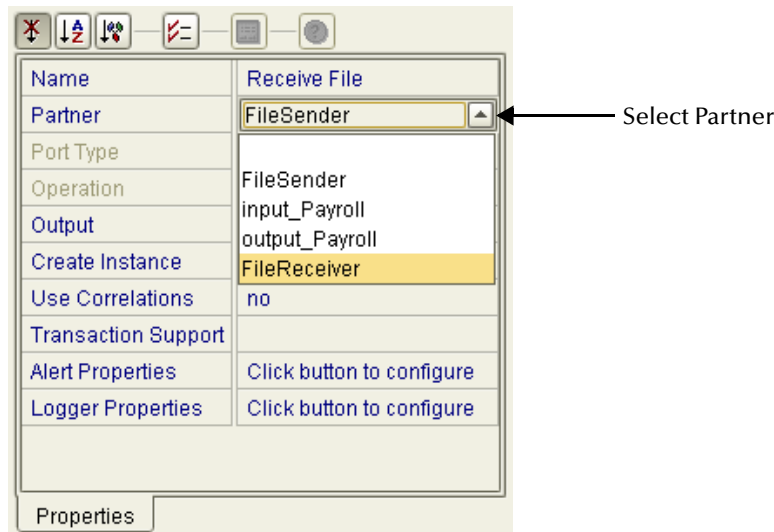 Name Receive File
Partner FileSender Select Partner
Port Type
FileSender
Operation
input_Payroll
Output
output_Payroll
Create Instance
FileReceiver
Use Correlations no
Transaction Support
Alert Properties Click button to configure
Logger Properties Click button to configure
Properties